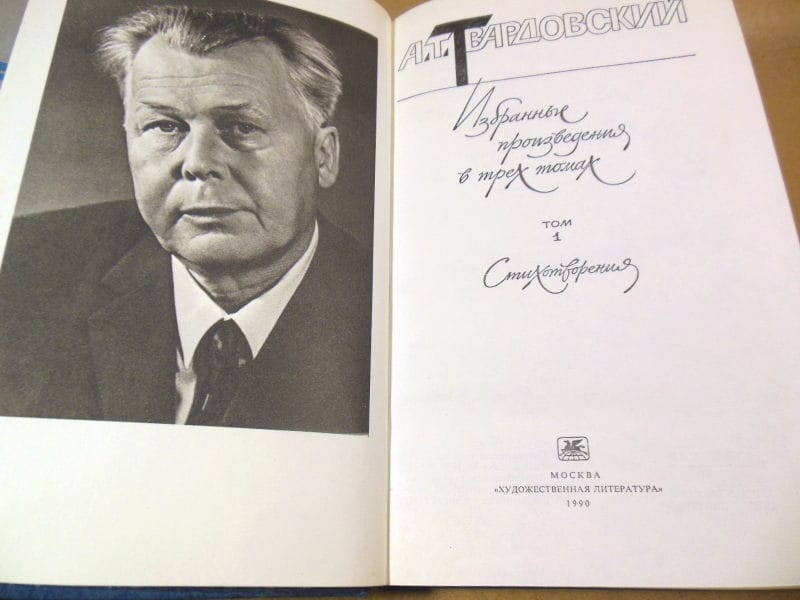 А.Т. ТВАРДОВСКИЙ
Избранные
произведения
в трех томах
ТОМ
1
Стихотворения
МОСКВА
«ХУДОЖЕСТВЕННАЯ ЛИТЕРАТУРА»
1990